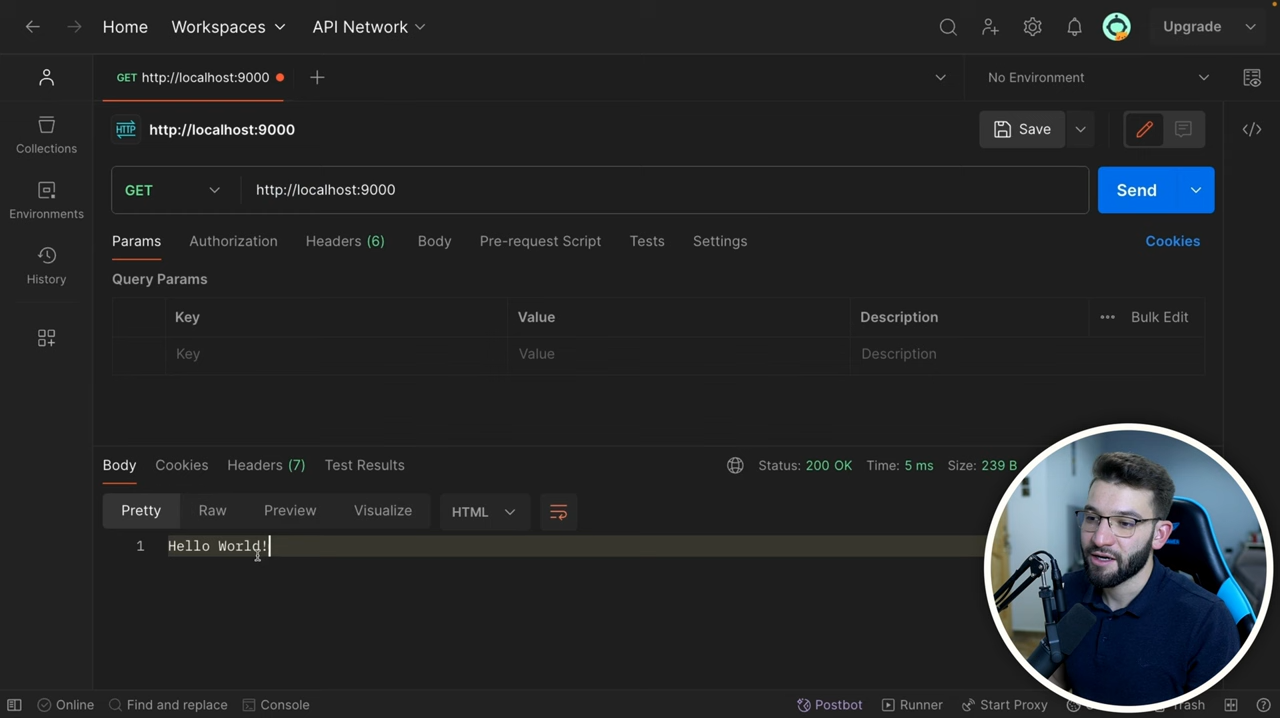 Home Workspaces API Network Upgrade
GET http://localhost:9000 No Environment
http://localhost:9000 Save
GET http://localhost:9000 Send
Params Authorization Headers (6) Body Pre-request Script Tests Settings Cookies
Query Params
Key Value Description Bulk Edit
Key Value Description
Collections
Environments
History
Body Cookies Headers (7) Test Results Status: 200 OK Time: 5 ms Size: 239 B
Pretty Raw Preview Visualize HTML
1 Hello World!
Online Find and replace Console Postbot Runner Start Proxy Trash